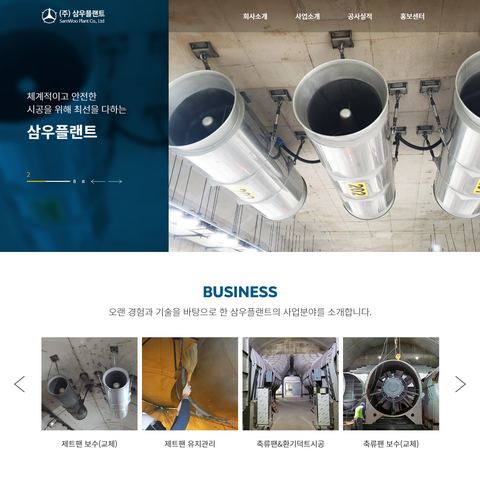 (주) 삼우플랜트
SamWoo Plant Co., Ltd
회사소개 사업소개 공사실적 홍보센터
체계적이고 안전한
시공을 위해 최선을 다하는
삼우플랜트
2
BUSINESS
오랜 경험과 기술을 바탕으로 한 삼우플랜트의 사업분야를 소개합니다.
제트팬 보수(교체) 제트팬 유지관리 축류팬&환기덕트시공 축류팬 보수(교체)